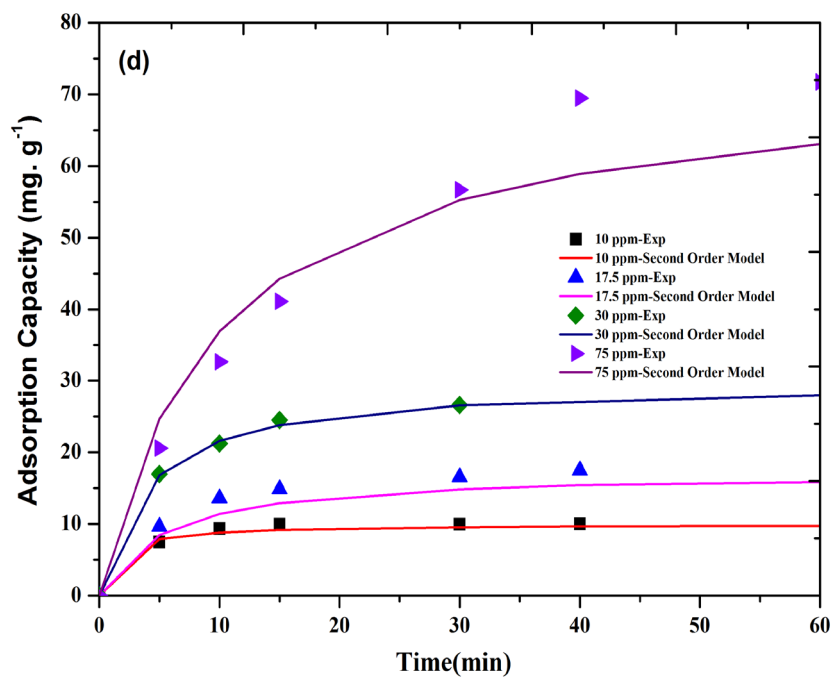 (d)
Adsorption Capacity (mg. g-1)
80
70
60
50
40
30
20
10
0
10 ppm-Exp
10 ppm-Second Order Model
17.5 ppm-Exp
17.5 ppm-Second Order Model
30 ppm-Exp
30 ppm-Second Order Model
75 ppm-Exp
75 ppm-Second Order Model
0 10 20 30 40 50 60
Time(min)